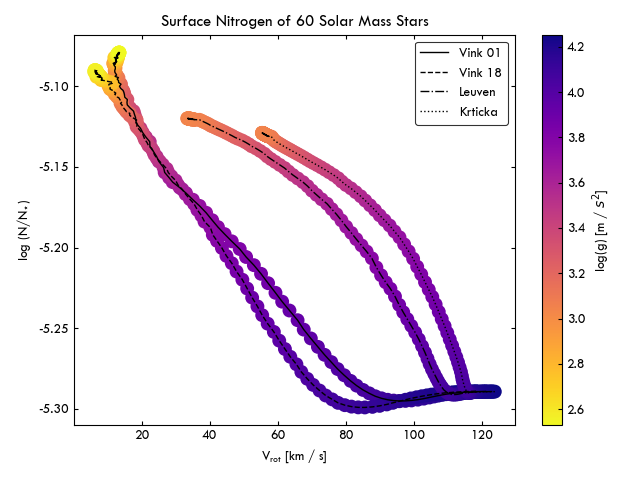 Surface Nitrogen of 60 Solar Mass Stars
Vink 01
Vink 18
Leuven
Krticka
-5.10
-5.15
-5.20
-5.25
-5.30
log (N/N⋆)
20
40
60
80
100
120
V_rot [km / s]
4.2
4.0
3.8
3.6
3.4
3.2
3.0
2.8
2.6
log(g) [m / s²]